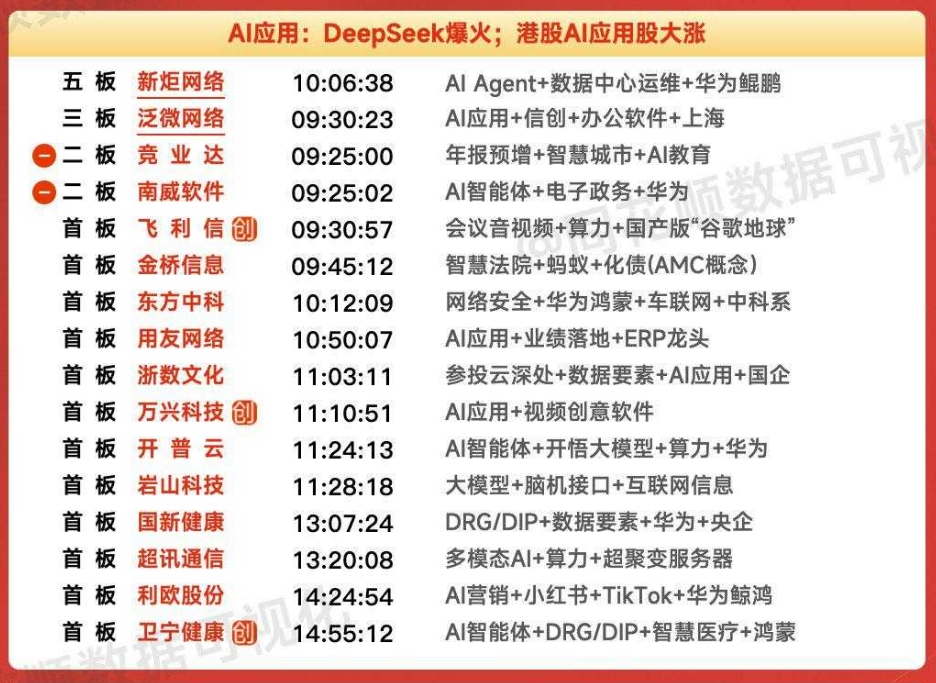 AI应用：DeepSeek爆火；港股AI应用股大涨
五 板 新炬网络 10:06:38 AI Agent+数据中心运维+华为鲲鹏
三 板 泛微网络 09:30:23 AI应用+信创+办公软件+上海
二 板 竞业达 09:25:00 年报预增+智慧城市+AI教育
二 板 南威软件 09:25:02 AI智能体+电子政务+华为
首 板 飞利信 创 09:30:57 会议音视频+算力+国产版“谷歌地球”
首 板 金桥信息 09:45:12 智慧法院+蚂蚁+化债(AMC概念)
首 板 东方中科 10:12:09 网络安全+华为鸿蒙+车联网+中科系
首 板 用友网络 10:50:07 AI应用+业绩落地+ERP龙头
首 板 浙数文化 11:03:11 参投云深处+数据要素+AI应用+国企
首 板 万兴科技 创 11:10:51 AI应用+视频创意软件
首 板 开普云 11:24:13 AI智能体+开悟大模型+算力+华为
首 板 岩山科技 11:28:18 大模型+脑机接口+互联网信息
首 板 国新健康 13:07:24 DRG/DIP+数据要素+华为+央企
首 板 超讯通信 13:20:08 多模态AI+算力+超聚变服务器
首 板 利欧股份 14:24:54 AI营销+小红书+TikTok+华为鲸鸿
首 板 卫宁健康 创 14:55:12 AI智能体+DRG/DIP+智慧医疗+鸿蒙